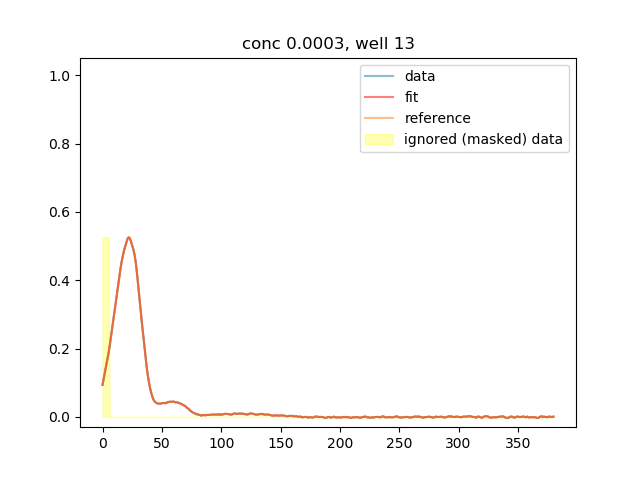 conc 0.0003, well 13
1.0
0.8
0.6
0.4
0.2
0.0
data
fit
reference
ignored (masked) data
0 50 100 150 200 250 300 350